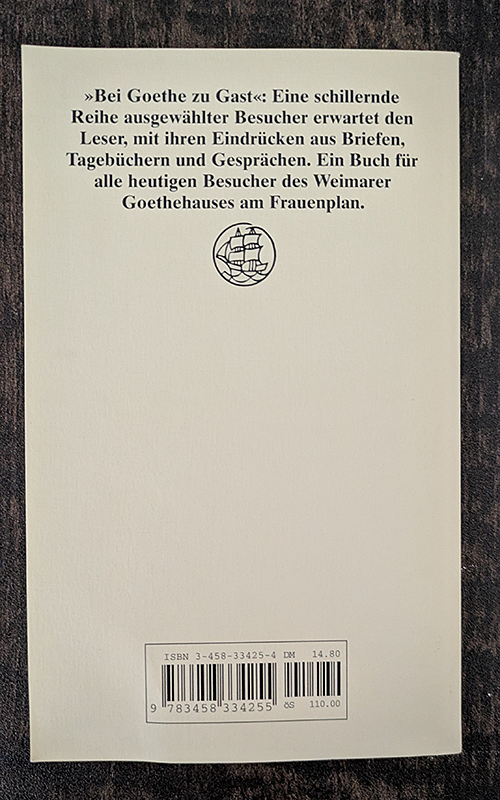 »Bei Goethe zu Gast«: Eine schillernde
Reihe ausgewählter Besucher erwartet den
Leser, mit ihren Eindrücken aus Briefen,
Tagebüchern und Gesprächen. Ein Buch für
alle heutigen Besucher des Weimarer
Goethehauses am Frauenplan.
ISBN 3-458-33425-4 DM 14.80
9 783458 334255 öS 110.00